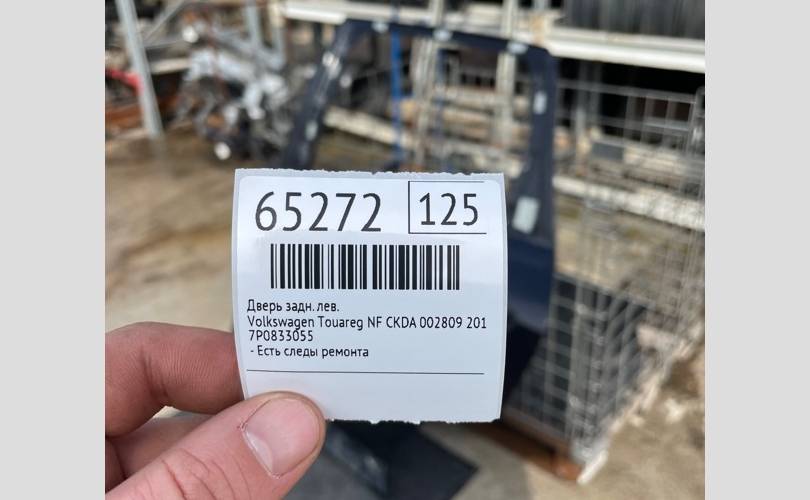 65272 125
Дверь задн. лев.
Volkswagen Touareg NF CKDA 002809 201
7P0833055
- Есть следы ремонта